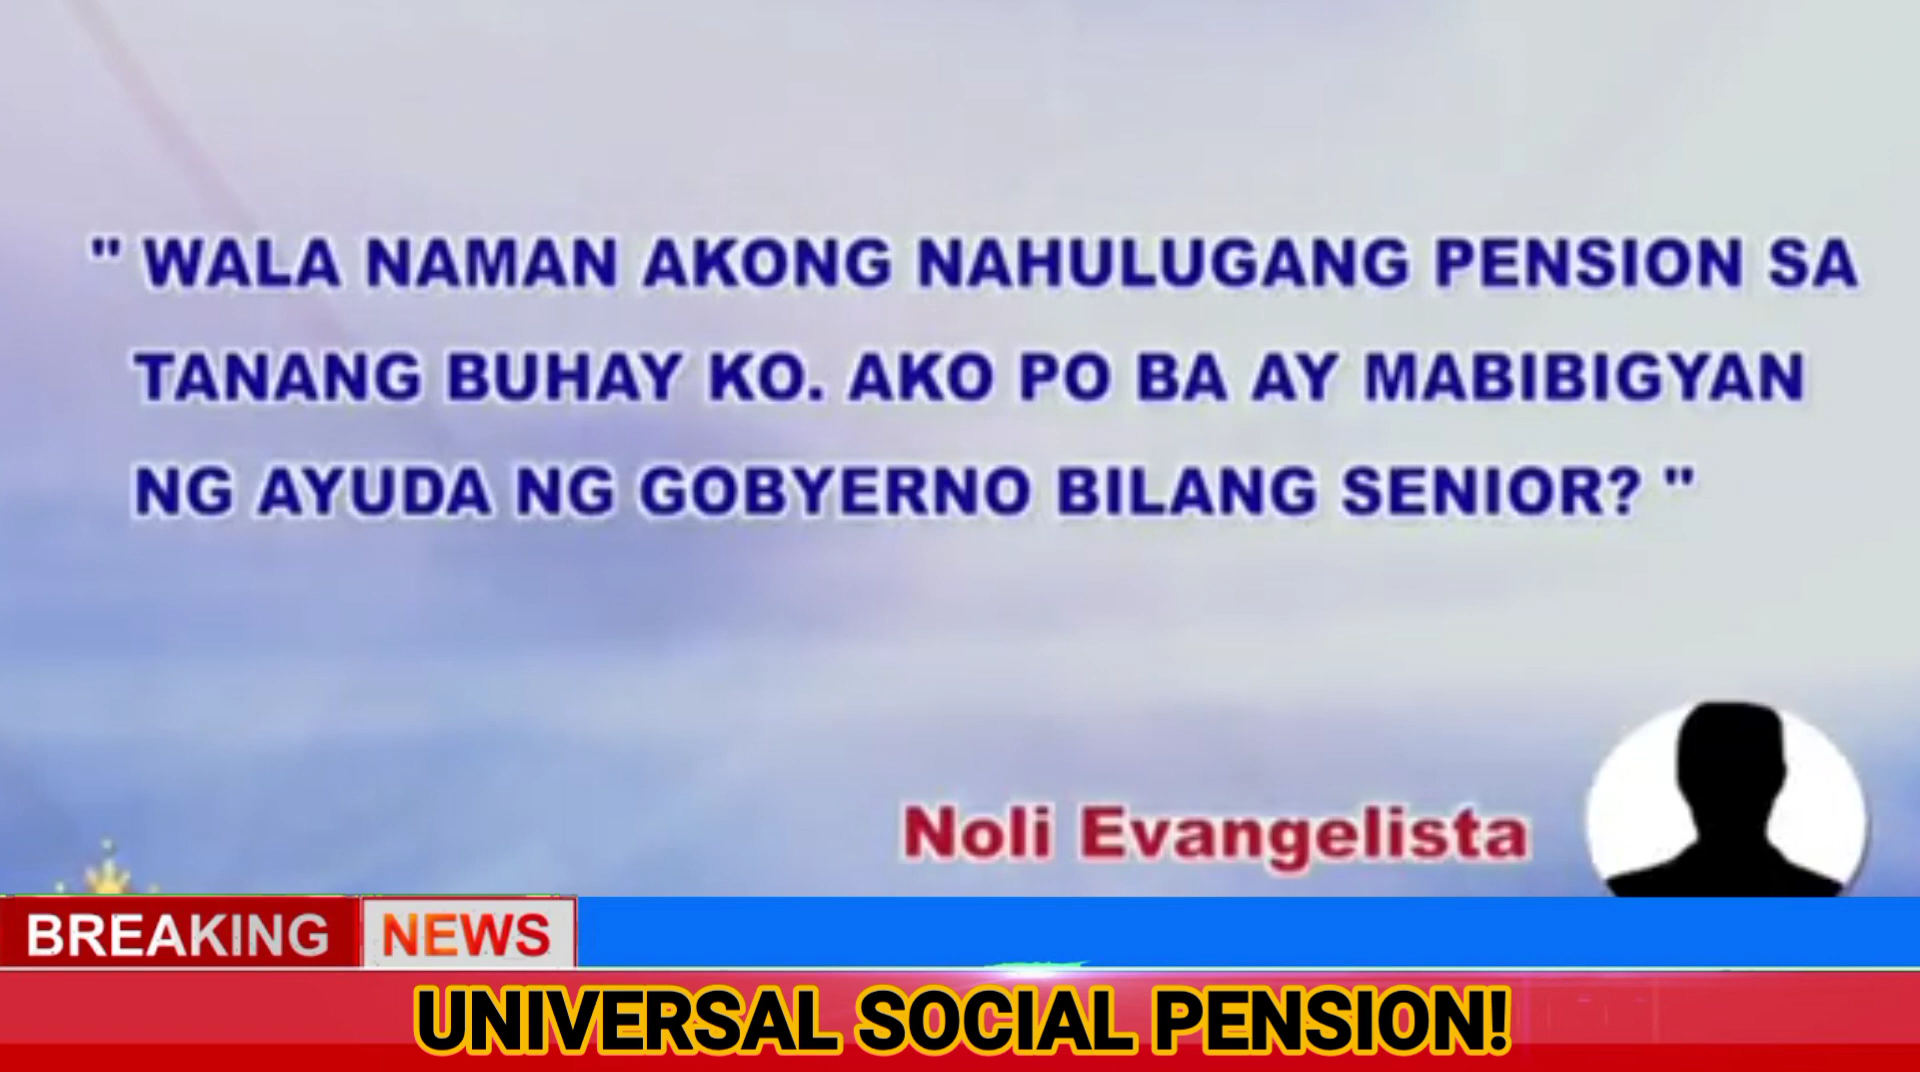 " WALA NAMAN AKONG NAHULUGANG PENSION SA
TANANG BUHAY KO. AKO PO BA AY MABIBIGYAN
NG AYUDA NG GOBYERNO BILANG SENIOR? "
Noli Evangelista
BREAKING NEWS
UNIVERSAL SOCIAL PENSION!